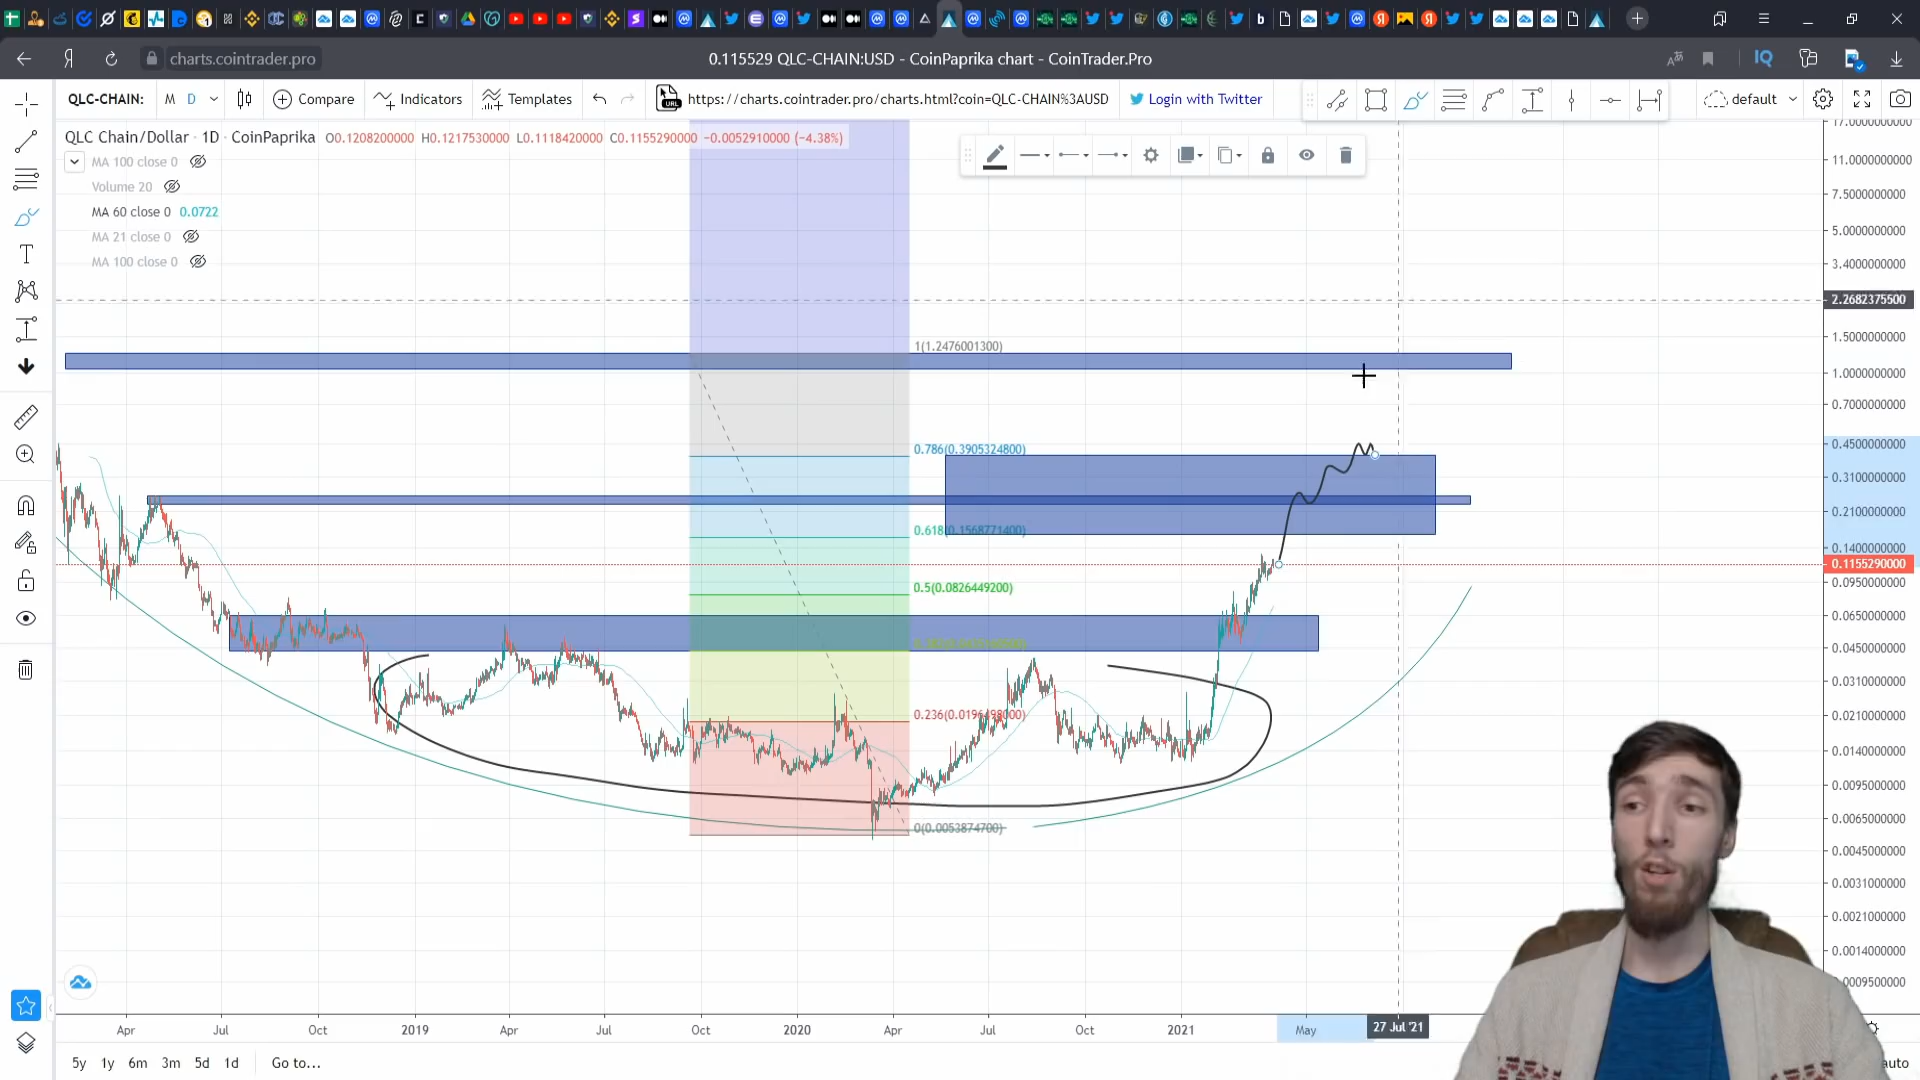 charts.cointrader.pro
0.115529 QLC-CHAIN:USD - CoinPaprika chart - CoinTrader.Pro
QLC-CHAIN:
M
D
Compare
Indicators
Templates
https://charts.cointrader.pro/charts.html?coin=QLC-CHAIN%3AUSD
Login with Twitter
default
QLC Chain/Dollar · 1D · CoinPaprika O0.1208200000 H0.1217530000 L0.1118420000 C0.1155290000 −0.0052910000 (−4.38%)
MA 100 close 0
Volume 20
MA 60 close 0 0.0722
MA 21 close 0
MA 100 close 0
1(1.2476001300)
0.786(0.3905324800)
0.618(0.1568771400)
0.5(0.0826449200)
0.236(0.0196498000)
0(0.0053874700)
17.0000000000
11.0000000000
7.5000000000
5.0000000000
3.4000000000
2.2682375500
1.5000000000
1.0000000000
0.7000000000
0.4500000000
0.3100000000
0.2100000000
0.1400000000
0.1155290000
0.0950000000
0.0650000000
0.0450000000
0.0310000000
0.0210000000
0.0140000000
0.0095000000
0.0065000000
0.0045000000
0.0031000000
0.0021000000
0.0014000000
Apr
Jul
Oct
2019
Apr
Jul
Oct
2020
Apr
Jul
Oct
2021
May
27 Jul '21
5y
1y
6m
3m
5d
1d
Go to...
auto